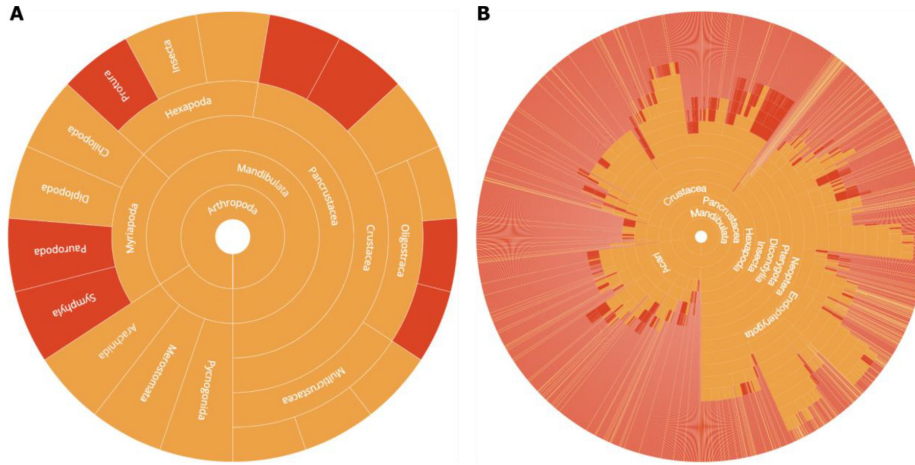 A
Protura
Insecta
Hexapoda
Chilopoda
Diplopoda
Myriapoda
Pauropoda
Symphyla
Arachnida
Merostomata
Pycnogonida
Arthropoda
Mandibulata
Pancrustacea
Crustacea
Oligostraca
Multicrustacea
B
Crustacea
Pancrustacea
Mandibulata
Hexapoda
Insecta
Dicondylia
Pterygota
Neoptera
Endopterygota
Acari